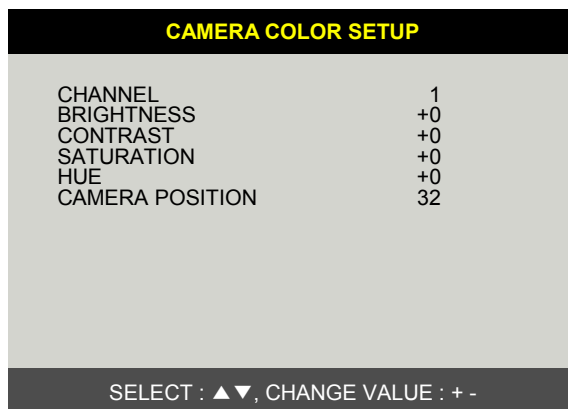 CAMERA COLOR SETUP
CHANNEL 1
BRIGHTNESS +0
CONTRAST +0
SATURATION +0
HUE +0
CAMERA POSITION 32
SELECT : ▲▼, CHANGE VALUE : + -